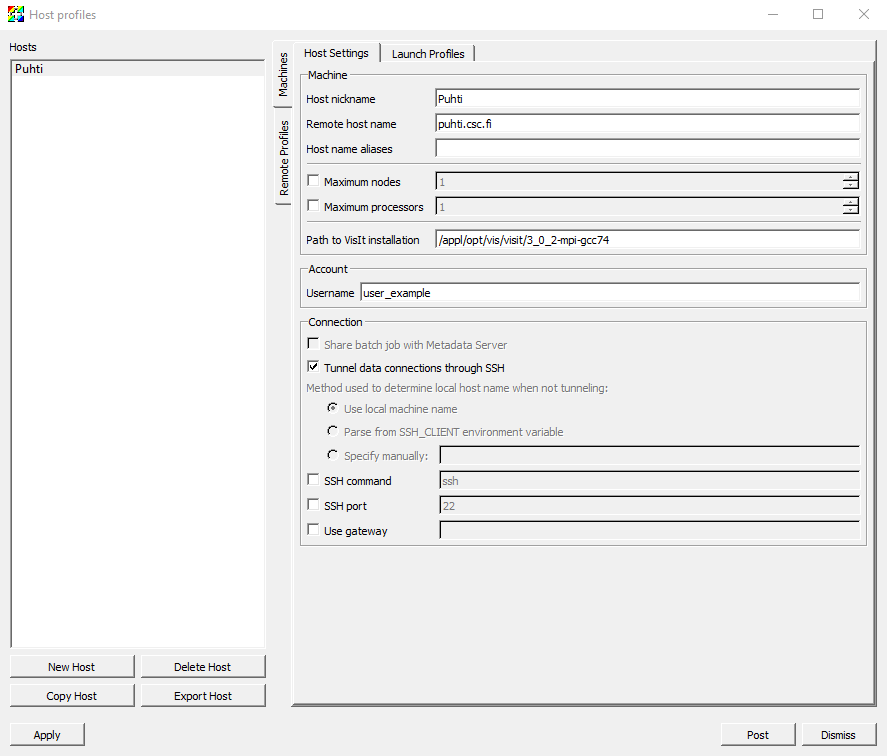 Host profiles
Hosts
Puhti
Machines
Remote Profiles
Host Settings
Launch Profiles
Machine
Host nickname Puhti
Remote host name puhti.csc.fi
Host name aliases
Maximum nodes 1
Maximum processors 1
Path to VisIt installation /appl/opt/vis/visit/3_0_2-mpi-gcc74
Account
Username user_example
Connection
Share batch job with Metadata Server
Tunnel data connections through SSH
Method used to determine local host name when not tunneling:
Use local machine name
Parse from SSH_CLIENT environment variable
Specify manually:
SSH command ssh
SSH port 22
Use gateway
New Host Delete Host
Copy Host Export Host
Apply Post Dismiss